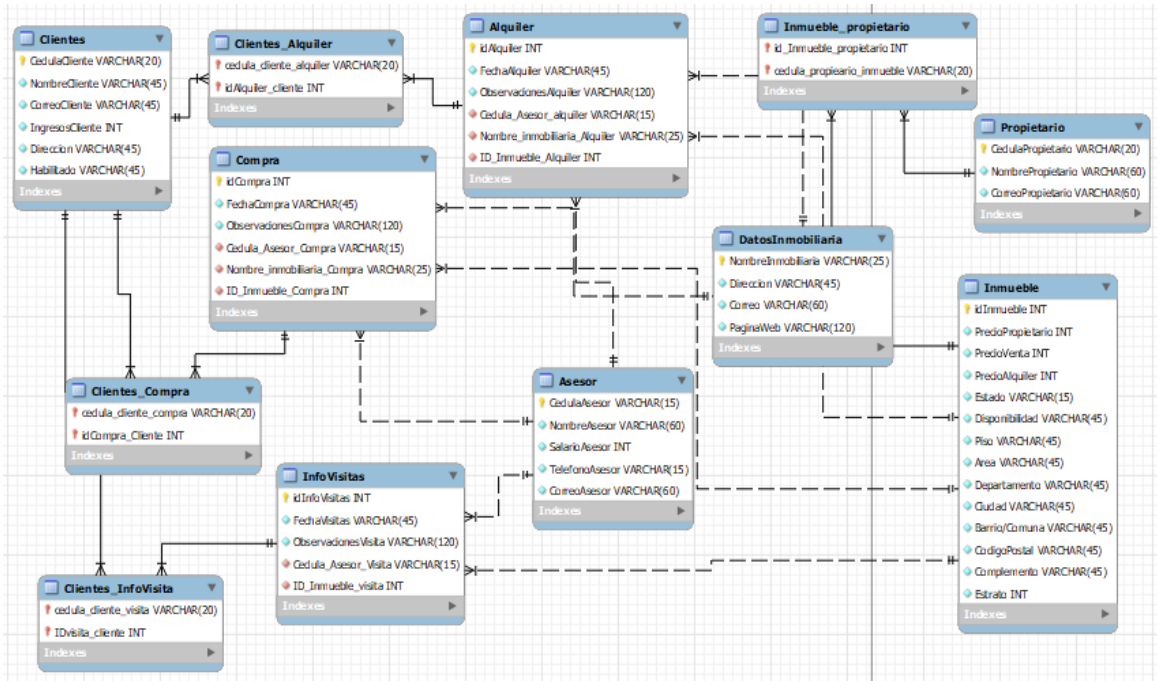 Clientes
CedulaCliente VARCHAR(20)
NombreCliente VARCHAR(45)
CorreoCliente VARCHAR(45)
IngresosCliente INT
Direccion VARCHAR(45)
Habilitado VARCHAR(45)
Indexes
Clientes_Alquiler
cedula_cliente_alquiler VARCHAR(20)
idAlquiler_cliente INT
Indexes
Alquiler
idAlquiler INT
FechaAlquiler VARCHAR(45)
ObservacionesAlquiler VARCHAR(120)
Cedula_Asesor_alquiler VARCHAR(15)
Nombre_inmobiliaria_Alquiler VARCHAR(25)
ID_Inmueble_Alquiler INT
Indexes
Inmueble_propietario
id_Inmueble_propietario INT
cedula_propieario_inmueble VARCHAR(20)
Indexes
Propietario
CedulaPropietario VARCHAR(20)
NombrePropietario VARCHAR(60)
CorreoPropietario VARCHAR(60)
Indexes
Compra
idCompra INT
FechaCompra VARCHAR(45)
ObservacionesCompra VARCHAR(120)
Cedula_Asesor_Compra VARCHAR(15)
Nombre_inmobiliaria_Compra VARCHAR(25)
ID_Inmueble_Compra INT
Indexes
DatosInmobiliaria
NombreInmobiliaria VARCHAR(25)
Direccion VARCHAR(45)
Correo VARCHAR(60)
PaginaWeb VARCHAR(120)
Indexes
Inmueble
idInmueble INT
PrecioPropietario INT
PrecioVenta INT
PrecioAlquiler INT
Estado VARCHAR(15)
Disponibilidad VARCHAR(45)
Piso VARCHAR(45)
Area VARCHAR(45)
Departamento VARCHAR(45)
Ciudad VARCHAR(45)
Barrio/Comuna VARCHAR(45)
CodigoPostal VARCHAR(45)
Complemento VARCHAR(45)
Estrato INT
Indexes
Clientes_Compra
cedula_cliente_compra VARCHAR(20)
idCompra_Cliente INT
Indexes
Asesor
CedulaAsesor VARCHAR(15)
NombreAsesor VARCHAR(60)
SalarioAsesor INT
TelefonoAsesor VARCHAR(15)
CorreoAsesor VARCHAR(60)
Indexes
InfoVisitas
idInfoVisitas INT
FechaVisitas VARCHAR(45)
ObservacionesVisita VARCHAR(120)
Cedula_Asesor_Visita VARCHAR(15)
ID_Inmueble_visita INT
Indexes
Clientes_InfoVisita
cedula_cliente_visita VARCHAR(20)
IDvisita_cliente INT
Indexes